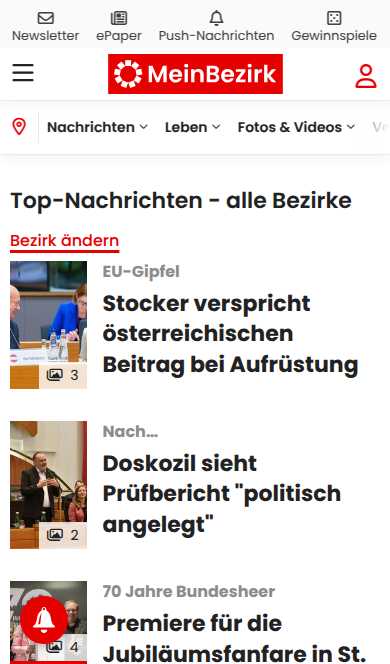 Newsletter ePaper Push-Nachrichten Gewinnspiele
MeinBezirk
Nachrichten Leben Fotos & Videos Ve
Top-Nachrichten - alle Bezirke
Bezirk ändern
EU-Gipfel
Stocker verspricht
österreichischen
Beitrag bei Aufrüstung
3
Nach...
Doskozil sieht
Prüfbericht "politisch
angelegt"
2
70 Jahre Bundesheer
Premiere für die
Jubiläumsfanfare in St.
4